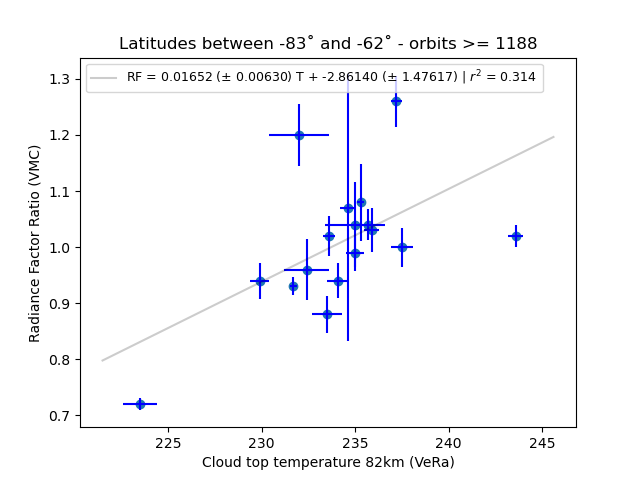 Latitudes between -83˚ and -62˚ - orbits >= 1188
RF = 0.01652 (± 0.00630) T + -2.86140 (± 1.47617) | r² = 0.314
Radiance Factor Ratio (VMC)
1.3
1.2
1.1
1.0
0.9
0.8
0.7
225 230 235 240 245
Cloud top temperature 82km (VeRa)